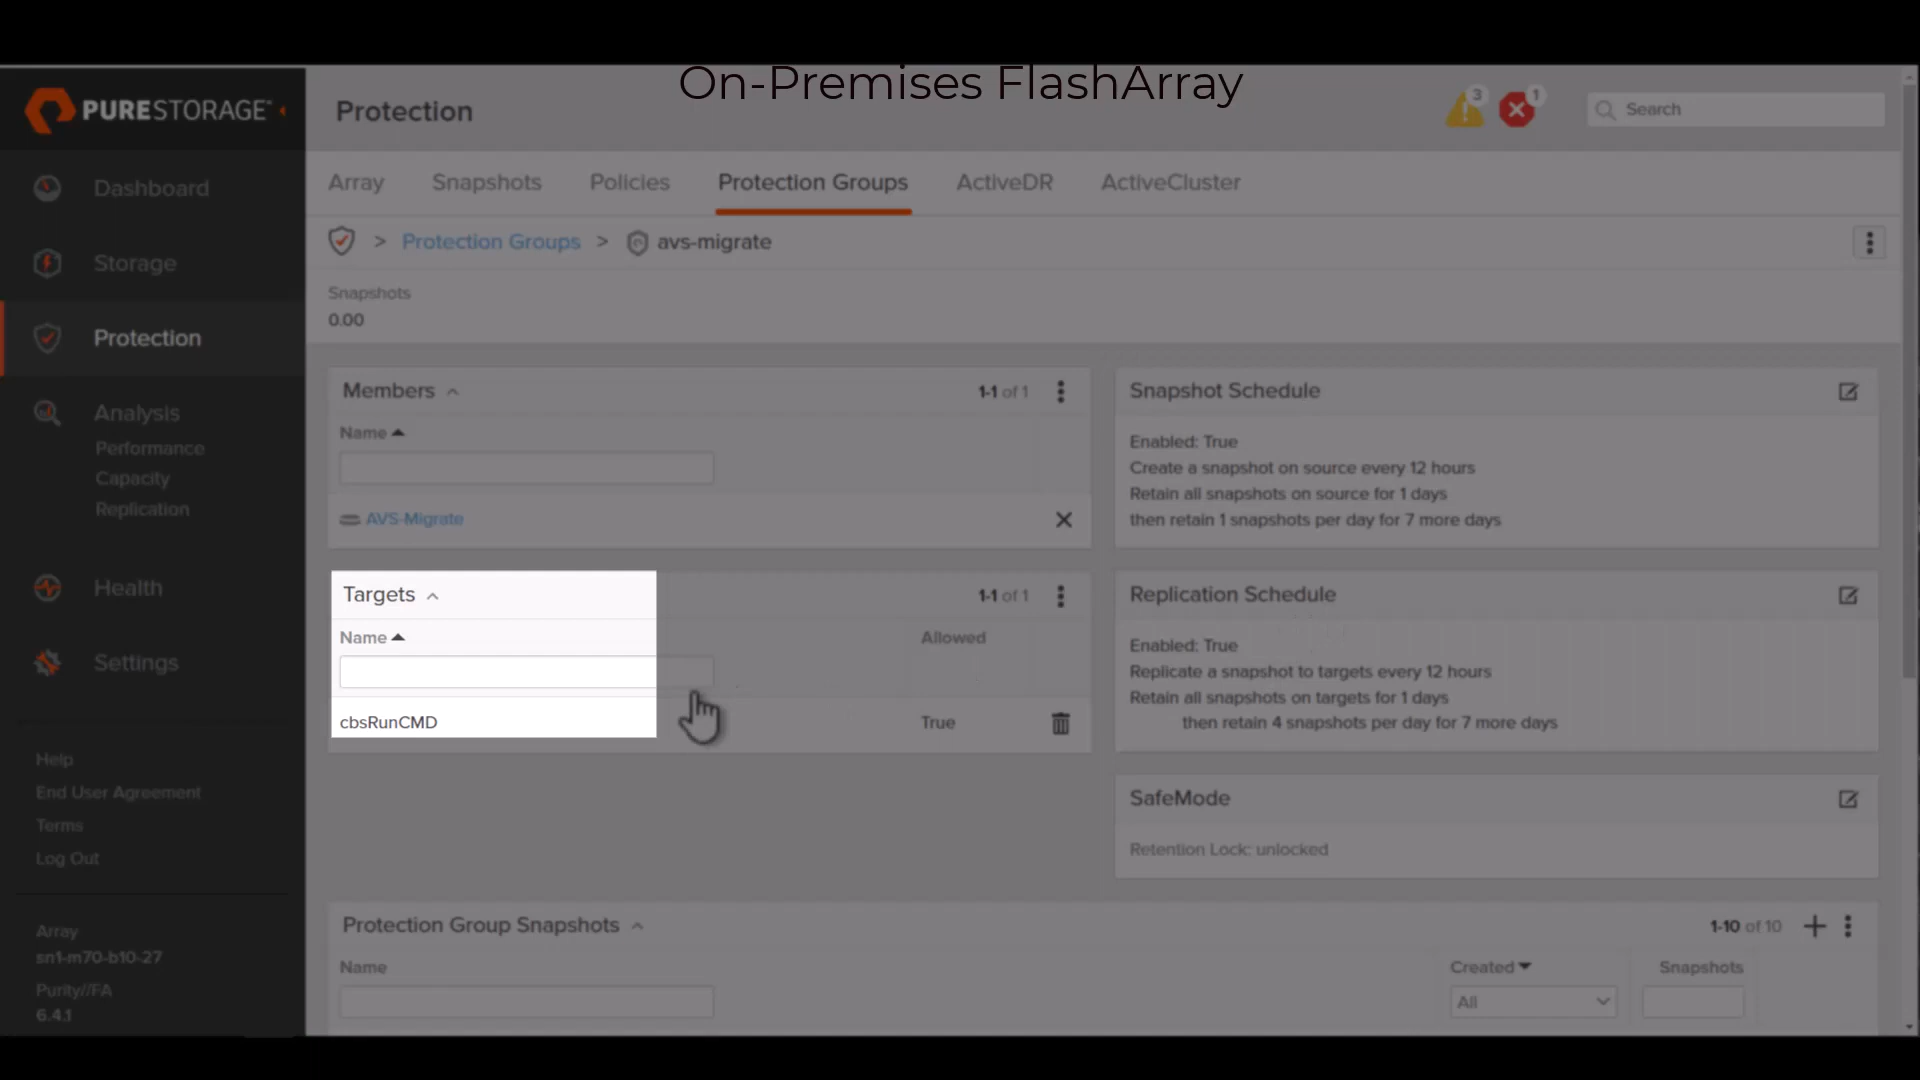 On-Premises FlashArray
PURESTORAGE
Protection
3
1
Search
Dashboard
Storage
Protection
Analysis
Performance
Capacity
Replication
Health
Settings
Help
End User Agreement
Terms
Log Out
Array
sn1-m70-b10-27
Purity//FA
6.4.1
Array Snapshots Policies Protection Groups ActiveDR ActiveCluster
> Protection Groups > avs-migrate
Snapshots
0.00
Members 1-1 of 1
Name
AVS-Migrate
Targets 1-1 of 1
Name Allowed
cbsRunCMD True
Snapshot Schedule
Enabled: True
Create a snapshot on source every 12 hours
Retain all snapshots on source for 1 days
then retain 1 snapshots per day for 7 more days
Replication Schedule
Enabled: True
Replicate a snapshot to targets every 12 hours
Retain all snapshots on targets for 1 days
then retain 4 snapshots per day for 7 more days
SafeMode
Retention Lock: unlocked
Protection Group Snapshots 1-10 of 10
Name Created Snapshots
All